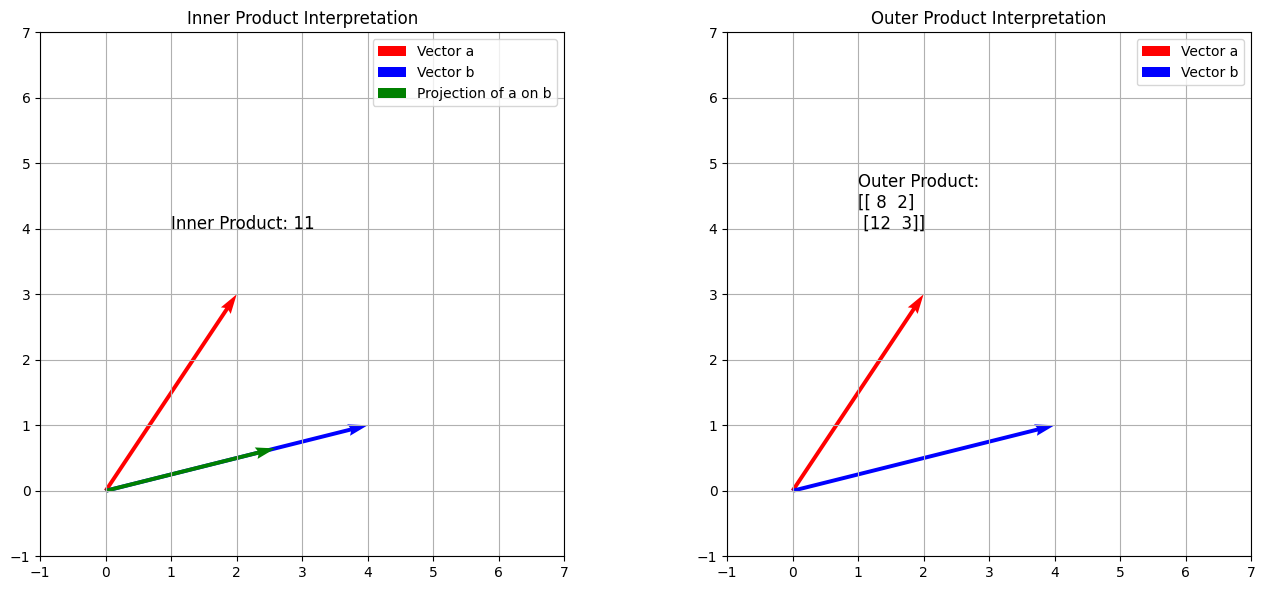 Inner Product Interpretation
7
6
5
4
3
2
1
0
−1
−1 0 1 2 3 4 5 6 7
Vector a
Vector b
Projection of a on b
Inner Product: 11
Outer Product Interpretation
7
6
5
4
3
2
1
0
−1
−1 0 1 2 3 4 5 6 7
Vector a
Vector b
Outer Product:
[[ 8  2]
 [12  3]]